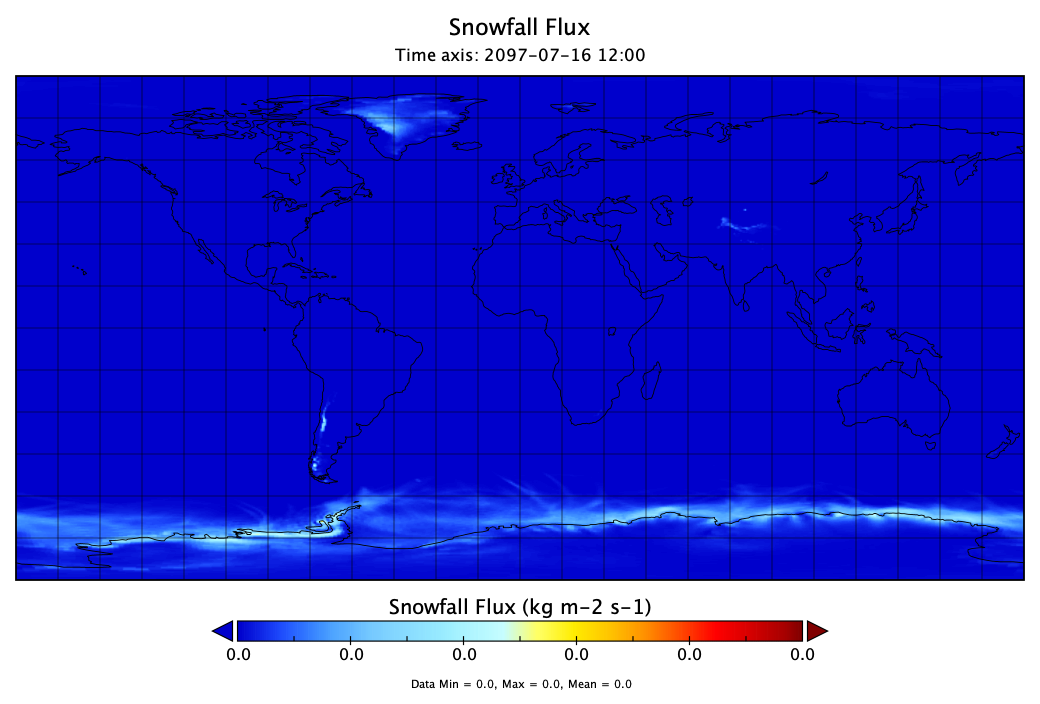 Snowfall Flux
Time axis: 2097-07-16 12:00
Snowfall Flux (kg m-2 s-1)
0.0 0.0 0.0 0.0 0.0 0.0
Data Min = 0.0, Max = 0.0, Mean = 0.0